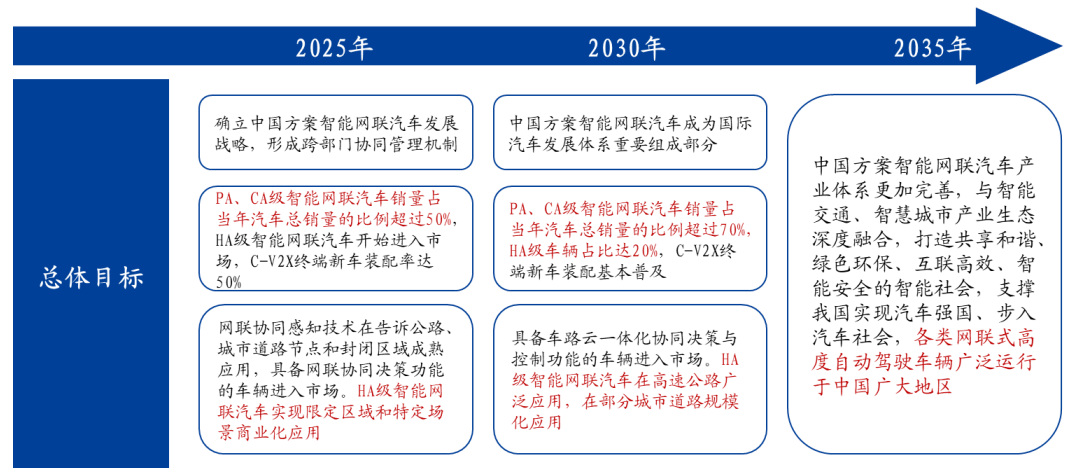 2025年
2030年
2035年
总体目标
确立中国方案智能网联汽车发展
战略，形成跨部门协同管理机制
PA、CA级智能网联汽车销量占
当年汽车总销量的比例超过50%，
HA级智能网联汽车开始进入市
场，C-V2X终端新车装配率达
50%
网联协同感知技术在告诉公路、
城市道路节点和封闭区域成熟
应用，具备网联协同决策功能
的车辆进入市场。HA级智能网
联汽车实现限定区域和特定场
景商业化应用
中国方案智能网联汽车成为国际
汽车发展体系重要组成部分
PA、CA级智能网联汽车销量占
当年汽车总销量的比例超过70%，
HA级车辆占比达20%，C-V2X终
端新车装配基本普及
具备车路云一体化协同决策与
控制功能的车辆进入市场。HA
级智能网联汽车在高速公路广
泛应用，在部分城市道路规模
化应用
中国方案智能网联汽车产
业体系更加完善，与智能
交通、智慧城市产业生态
深度融合，打造共享和谐、
绿色环保、互联高效、智
能安全的智能社会，支撑
我国实现汽车强国、步入
汽车社会，各类网联式高
度自动驾驶车辆广泛运行
于中国广大地区